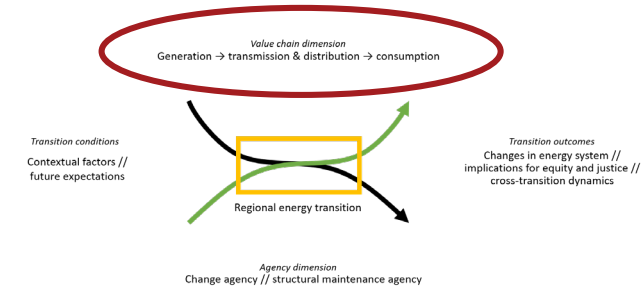 Value chain dimension
Generation → transmission & distribution → consumption
Transition conditions
Contextual factors //
future expectations
Transition outcomes
Changes in energy system //
implications for equity and justice //
cross-transition dynamics
Regional energy transition
Agency dimension
Change agency // structural maintenance agency